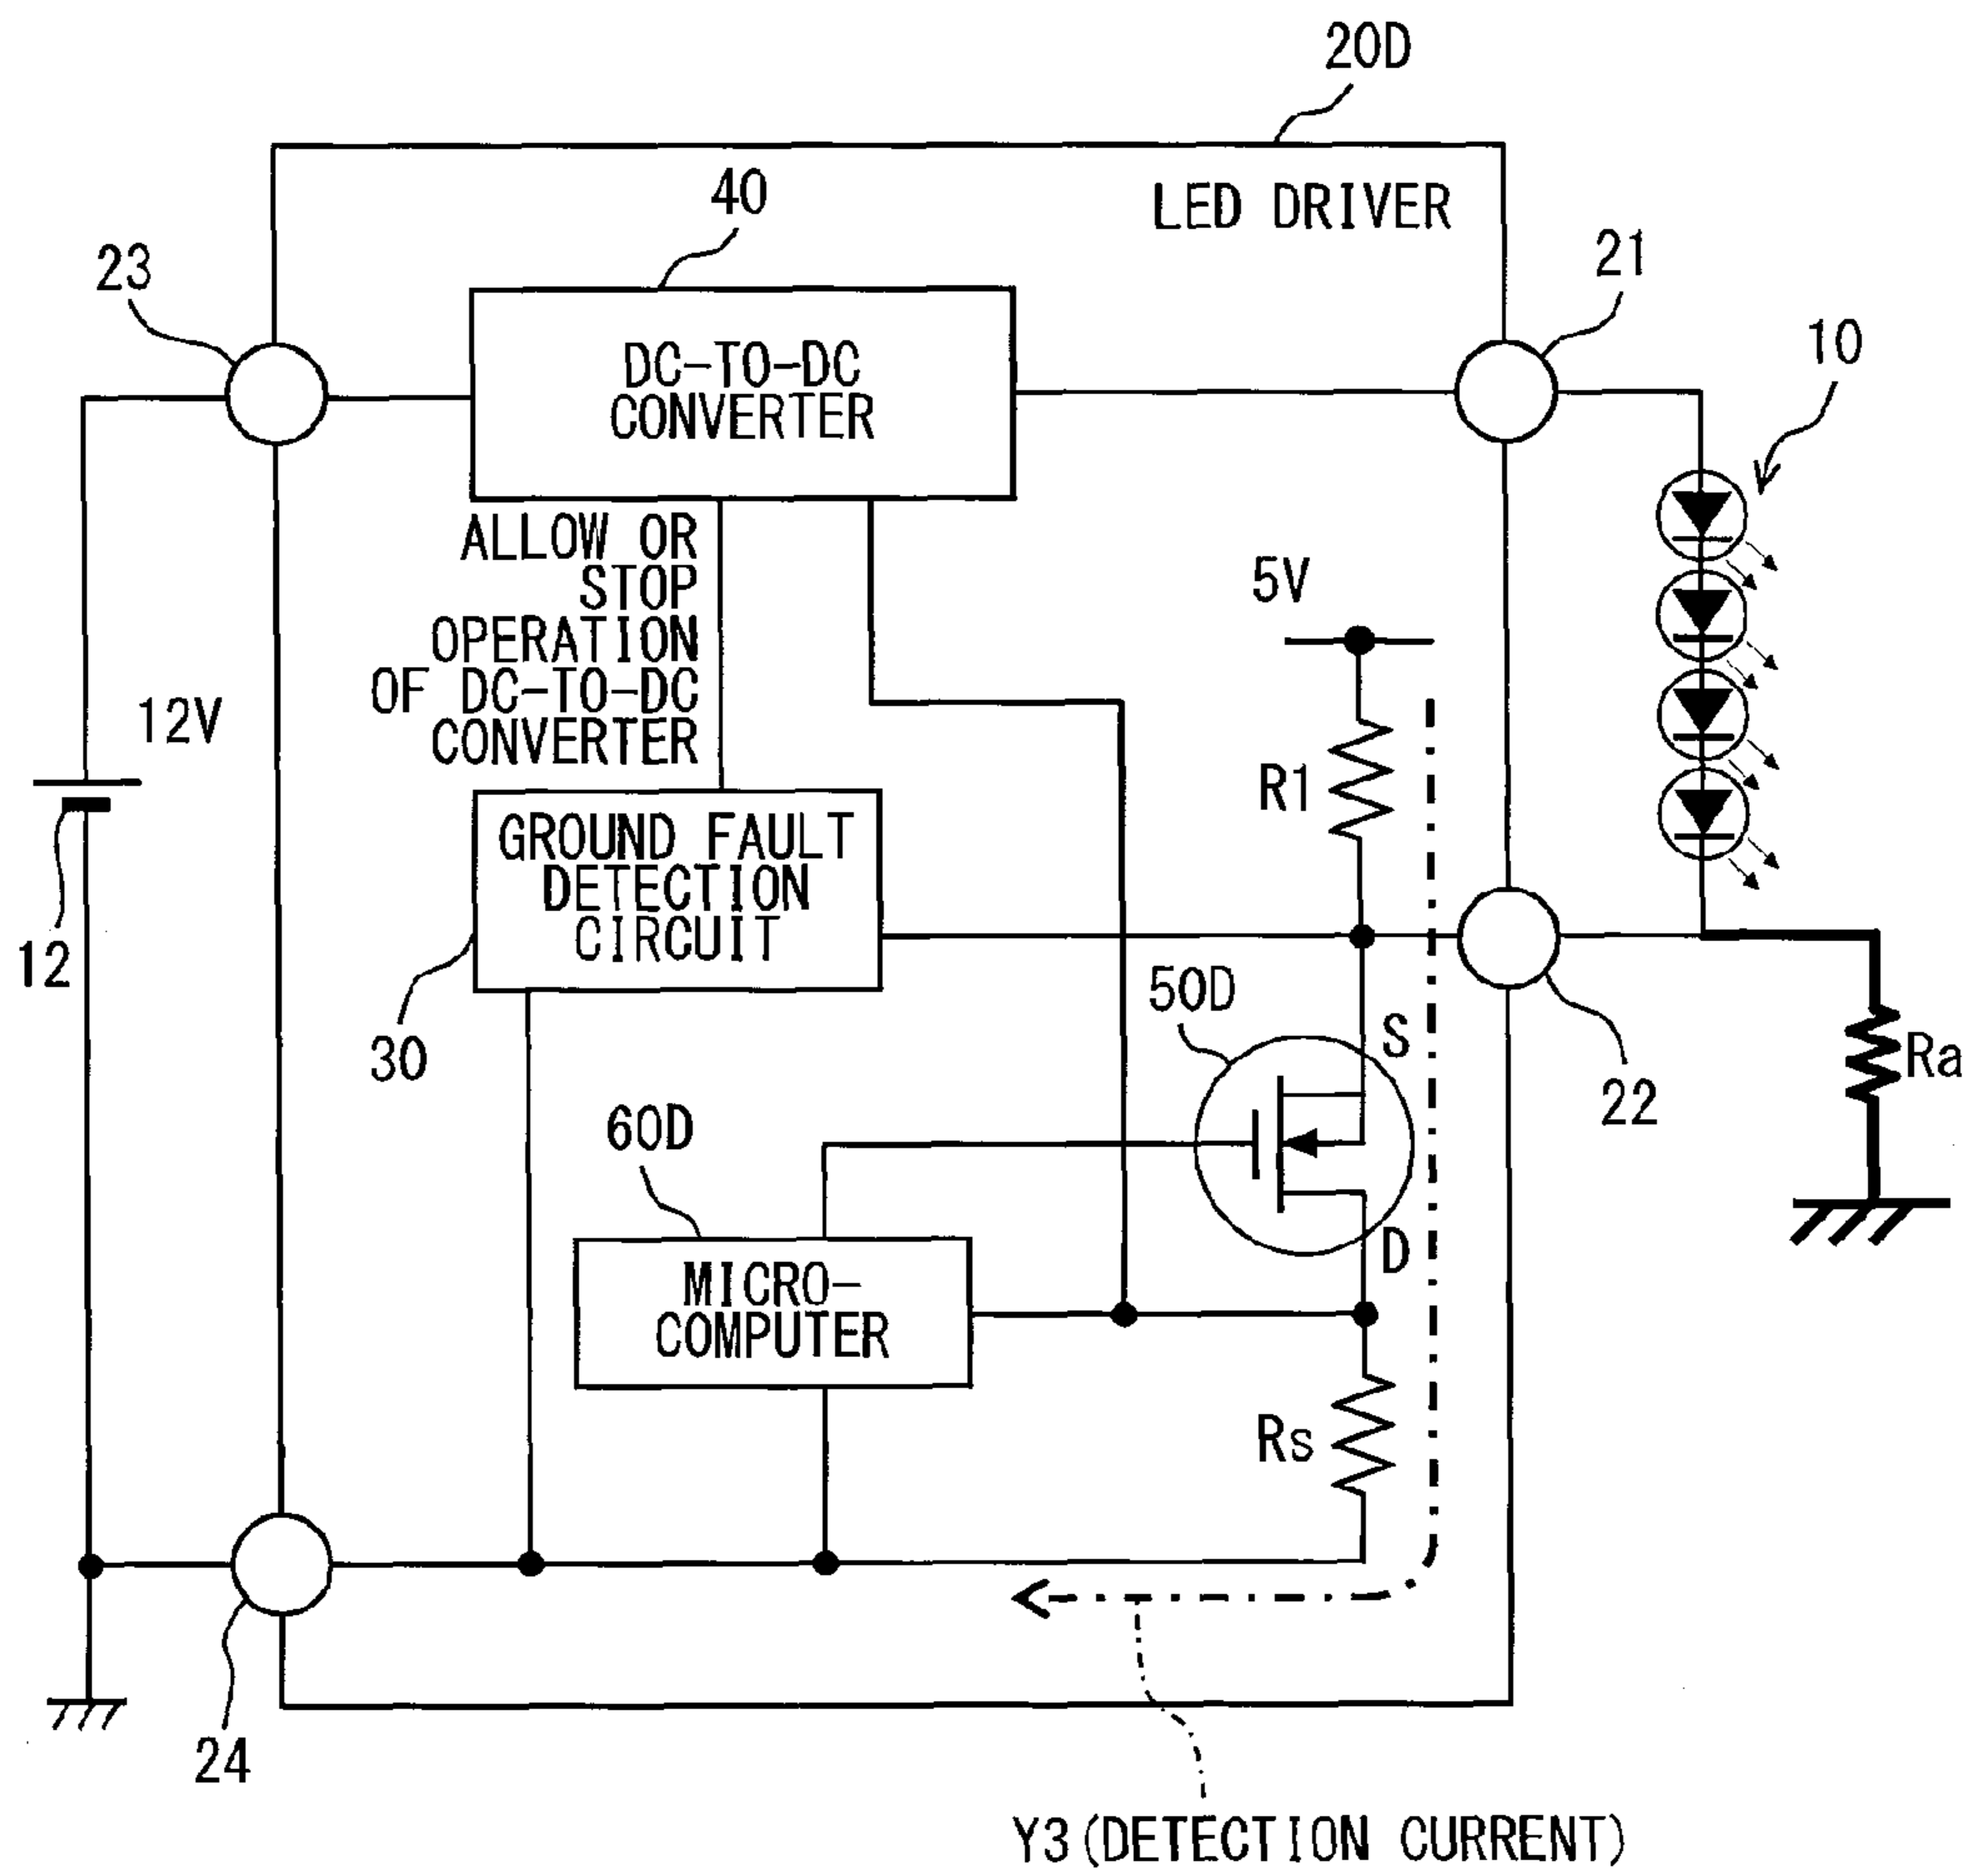 20D
LED DRIVER
40
23
21
10
DC-TO-DC
CONVERTER
ALLOW OR
STOP
OPERATION
OF DC-TO-DC
CONVERTER
5V
12V
R1
GROUND FAULT
DETECTION
CIRCUIT
12
30
50D
S
22
Ra
60D
D
MICRO-
COMPUTER
Rs
24
Y3(DETECTION CURRENT)